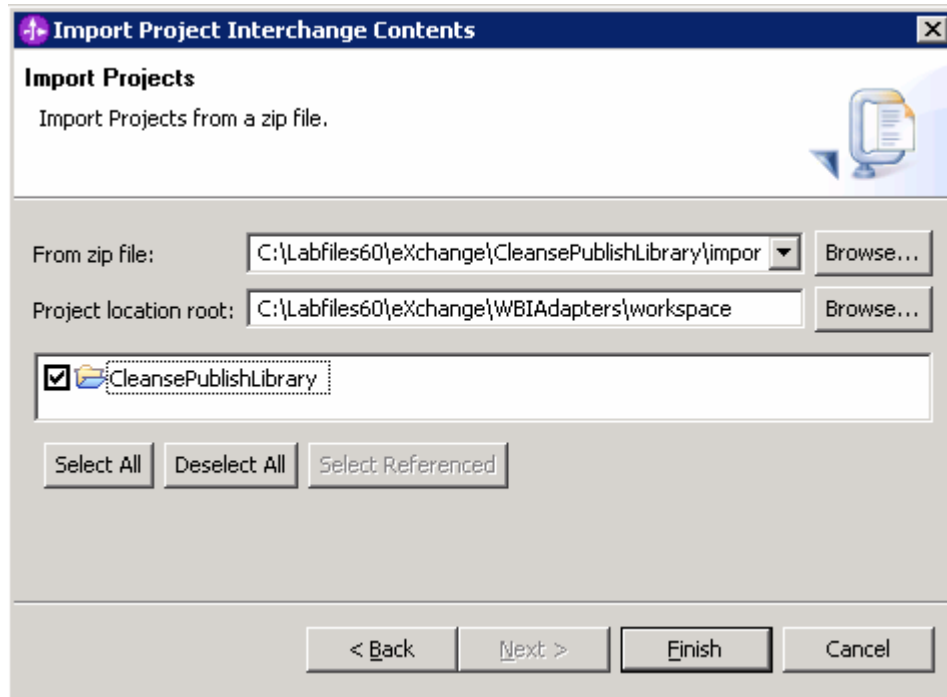 Import Project Interchange Contents
Import Projects
Import Projects from a zip file.
From zip file: C:\Labfiles60\eXchange\CleansePublishLibrary\impor Browse...
Project location root: C:\Labfiles60\eXchange\WBIAdapters\workspace Browse...
CleansePublishLibrary
Select All Deselect All Select Referenced
< Back Next > Finish Cancel